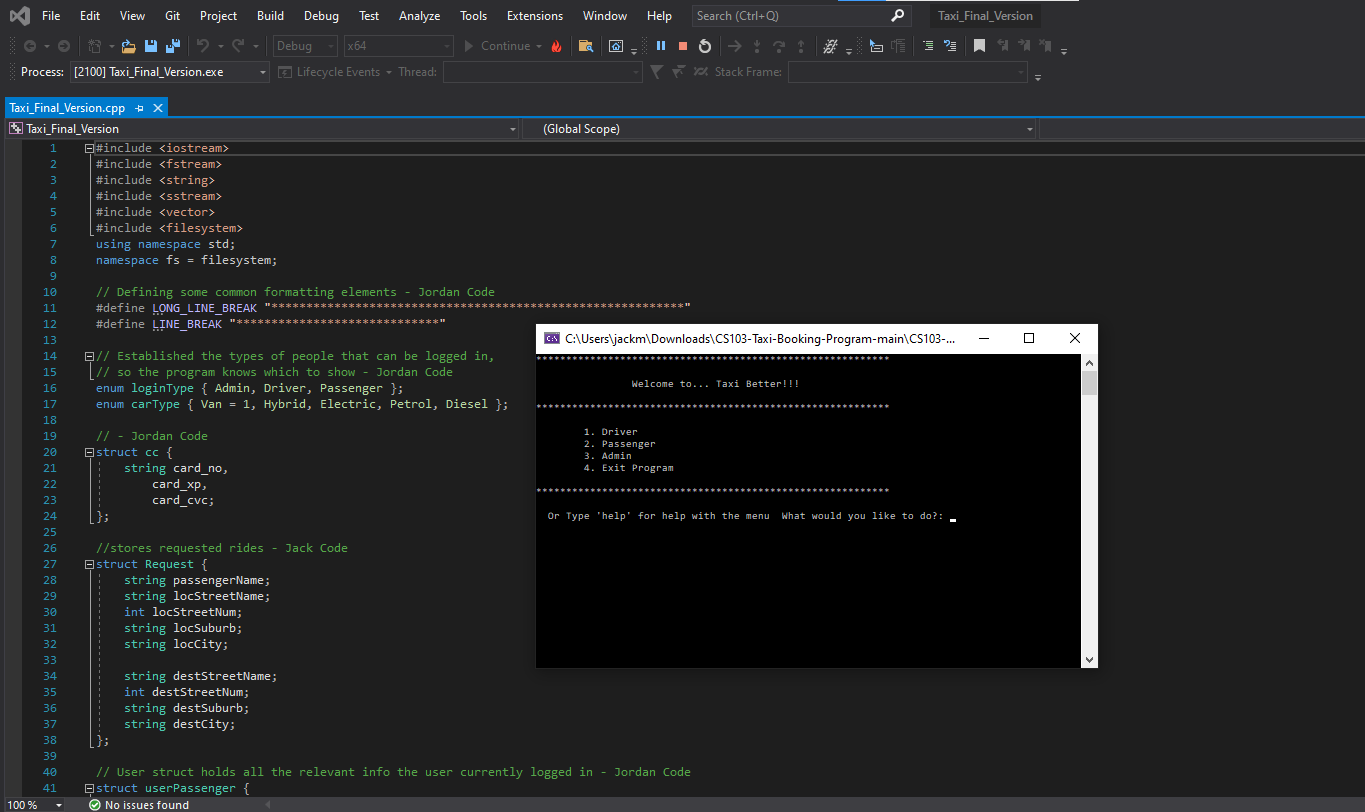 File Edit View Git Project Build Debug Test Analyze Tools Extensions Window Help Search (Ctrl+Q) Taxi_Final_Version
Debug x64 Continue
Process: [2100] Taxi_Final_Version.exe Lifecycle Events Thread: Stack Frame:
Taxi_Final_Version.cpp
Taxi_Final_Version (Global Scope)
1 #include <iostream>
2 #include <fstream>
3 #include <string>
4 #include <sstream>
5 #include <vector>
6 #include <filesystem>
7 using namespace std;
8 namespace fs = filesystem;
9
10 // Defining some common formatting elements - Jordan Code
11 #define LONG_LINE_BREAK "***********************************************************"
12 #define LINE_BREAK "*****************************"
13
14 // Established the types of people that can be logged in,
15 // so the program knows which to show - Jordan Code
16 enum loginType { Admin, Driver, Passenger };
17 enum carType { Van = 1, Hybrid, Electric, Petrol, Diesel };
18
19 // - Jordan Code
20 struct cc {
21 string card_no,
22 card_xp,
23 card_cvc;
24 };
25
26 //stores requested rides - Jack Code
27 struct Request {
28 string passengerName;
29 string locStreetName;
30 int locStreetNum;
31 string locSuburb;
32 string locCity;
33
34 string destStreetName;
35 int destStreetNum;
36 string destSuburb;
37 string destCity;
38 };
39
40 // User struct holds all the relevant info the user currently logged in - Jordan Code
41 struct userPassenger {
100 % No issues found
C:\Users\jackm\Downloads\CS103-Taxi-Booking-Program-main\CS103-...
***********************************************************
Welcome to... Taxi Better!!!
***********************************************************
1. Driver
2. Passenger
3. Admin
4. Exit Program
***********************************************************
Or Type 'help' for help with the menu What would you like to do?: